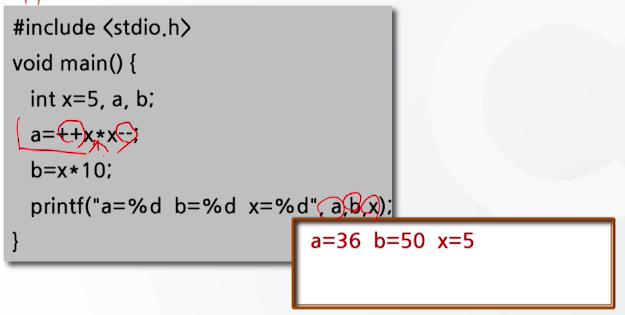 #include <stdio.h>
void main() {
int x=5, a, b;
a=++x*x--;
b=x*10;
printf("a=%d b=%d x=%d", a,b,x);
}
a=36 b=50 x=5